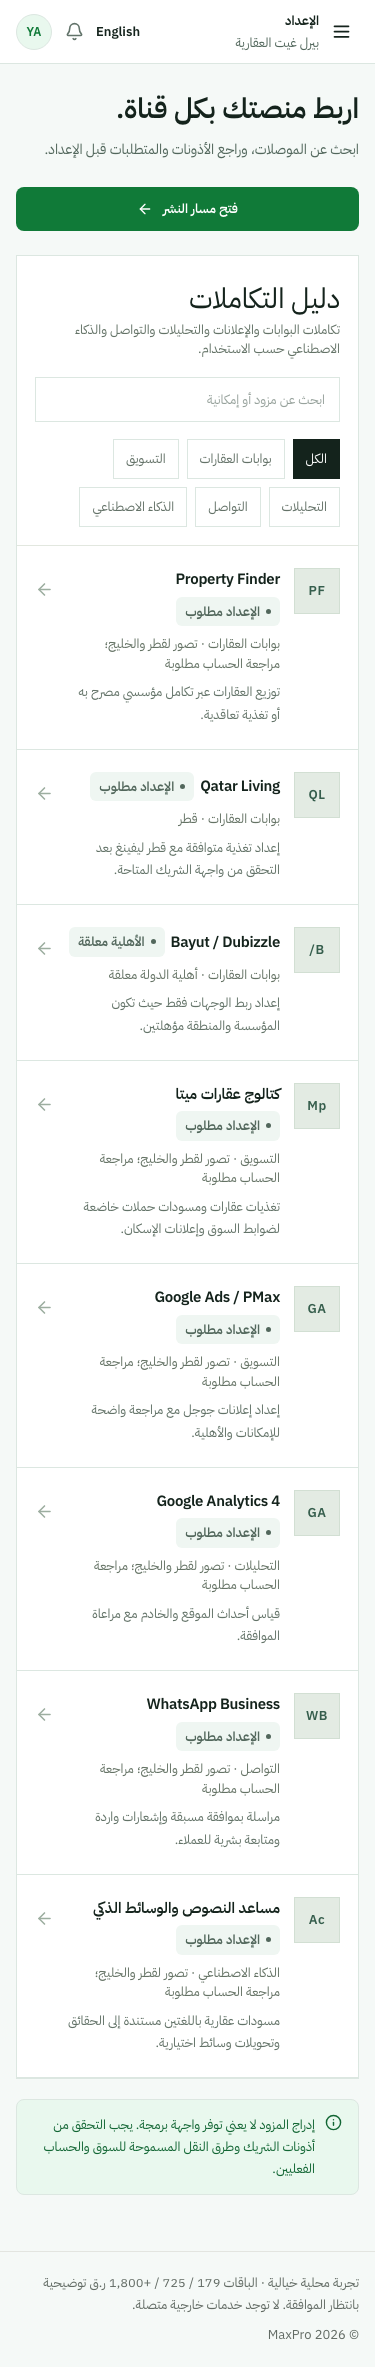 الإعداد
بيرل غيت العقارية
English
YA
اربط منصتك بكل قناة.
ابحث عن الموصلات، وراجع الأذونات والمتطلبات قبل الإعداد.
فتح مسار النشر
دليل التكاملات
تكاملات البوابات والإعلانات والتحليلات والتواصل والذكاء
الاصطناعي حسب الاستخدام.
ابحث عن مزود أو إمكانية
الكل
بوابات العقارات
التسويق
التحليلات
التواصل
الذكاء الاصطناعي
PF
Property Finder
الإعداد مطلوب
بوابات العقارات · تصور لقطر والخليج؛
مراجعة الحساب مطلوبة
توزيع العقارات عبر تكامل مؤسسي مصرح به
أو تغذية تعاقدية.
QL
Qatar Living
الإعداد مطلوب
بوابات العقارات · قطر
إعداد تغذية متوافقة مع قطر ليفينغ بعد
التحقق من واجهة الشريك المتاحة.
/B
Bayut / Dubizzle
الأهلية معلقة
بوابات العقارات · أهلية الدولة معلقة
إعداد ربط الوجهات فقط حيث تكون
المؤسسة والمنطقة مؤهلتين.
Mp
كتالوج عقارات ميتا
الإعداد مطلوب
التسويق · تصور لقطر والخليج؛ مراجعة
الحساب مطلوبة
تغذيات عقارات ومسودات حملات خاضعة
لضوابط السوق وإعلانات الإسكان.
GA
Google Ads / PMax
الإعداد مطلوب
التسويق · تصور لقطر والخليج؛ مراجعة
الحساب مطلوبة
إعداد إعلانات جوجل مع مراجعة واضحة
للإمكانات والأهلية.
GA
Google Analytics 4
الإعداد مطلوب
التحليلات · تصور لقطر والخليج؛ مراجعة
الحساب مطلوبة
قياس أحداث الموقع والخادم مع مراعاة
الموافقة.
WB
WhatsApp Business
الإعداد مطلوب
التواصل · تصور لقطر والخليج؛ مراجعة
الحساب مطلوبة
مراسلة بموافقة مسبقة وإشعارات واردة
ومتابعة بشرية للعملاء.
Ac
مساعد النصوص والوسائط الذكي
الإعداد مطلوب
الذكاء الاصطناعي · تصور لقطر والخليج؛
مراجعة الحساب مطلوبة
مسودات عقارية باللغتين مستندة إلى الحقائق
وتحويلات وسائط اختيارية.
إدراج المزود لا يعني توفر واجهة برمجة. يجب التحقق من
أذونات الشريك وطرق النقل المسموحة للسوق والحساب
الفعليين.
تجربة محلية خيالية · الباقات 179 / 725 / +1,800 ر.ق توضيحية
بانتظار الموافقة. لا توجد خدمات خارجية متصلة.
© 2026 MaxPro